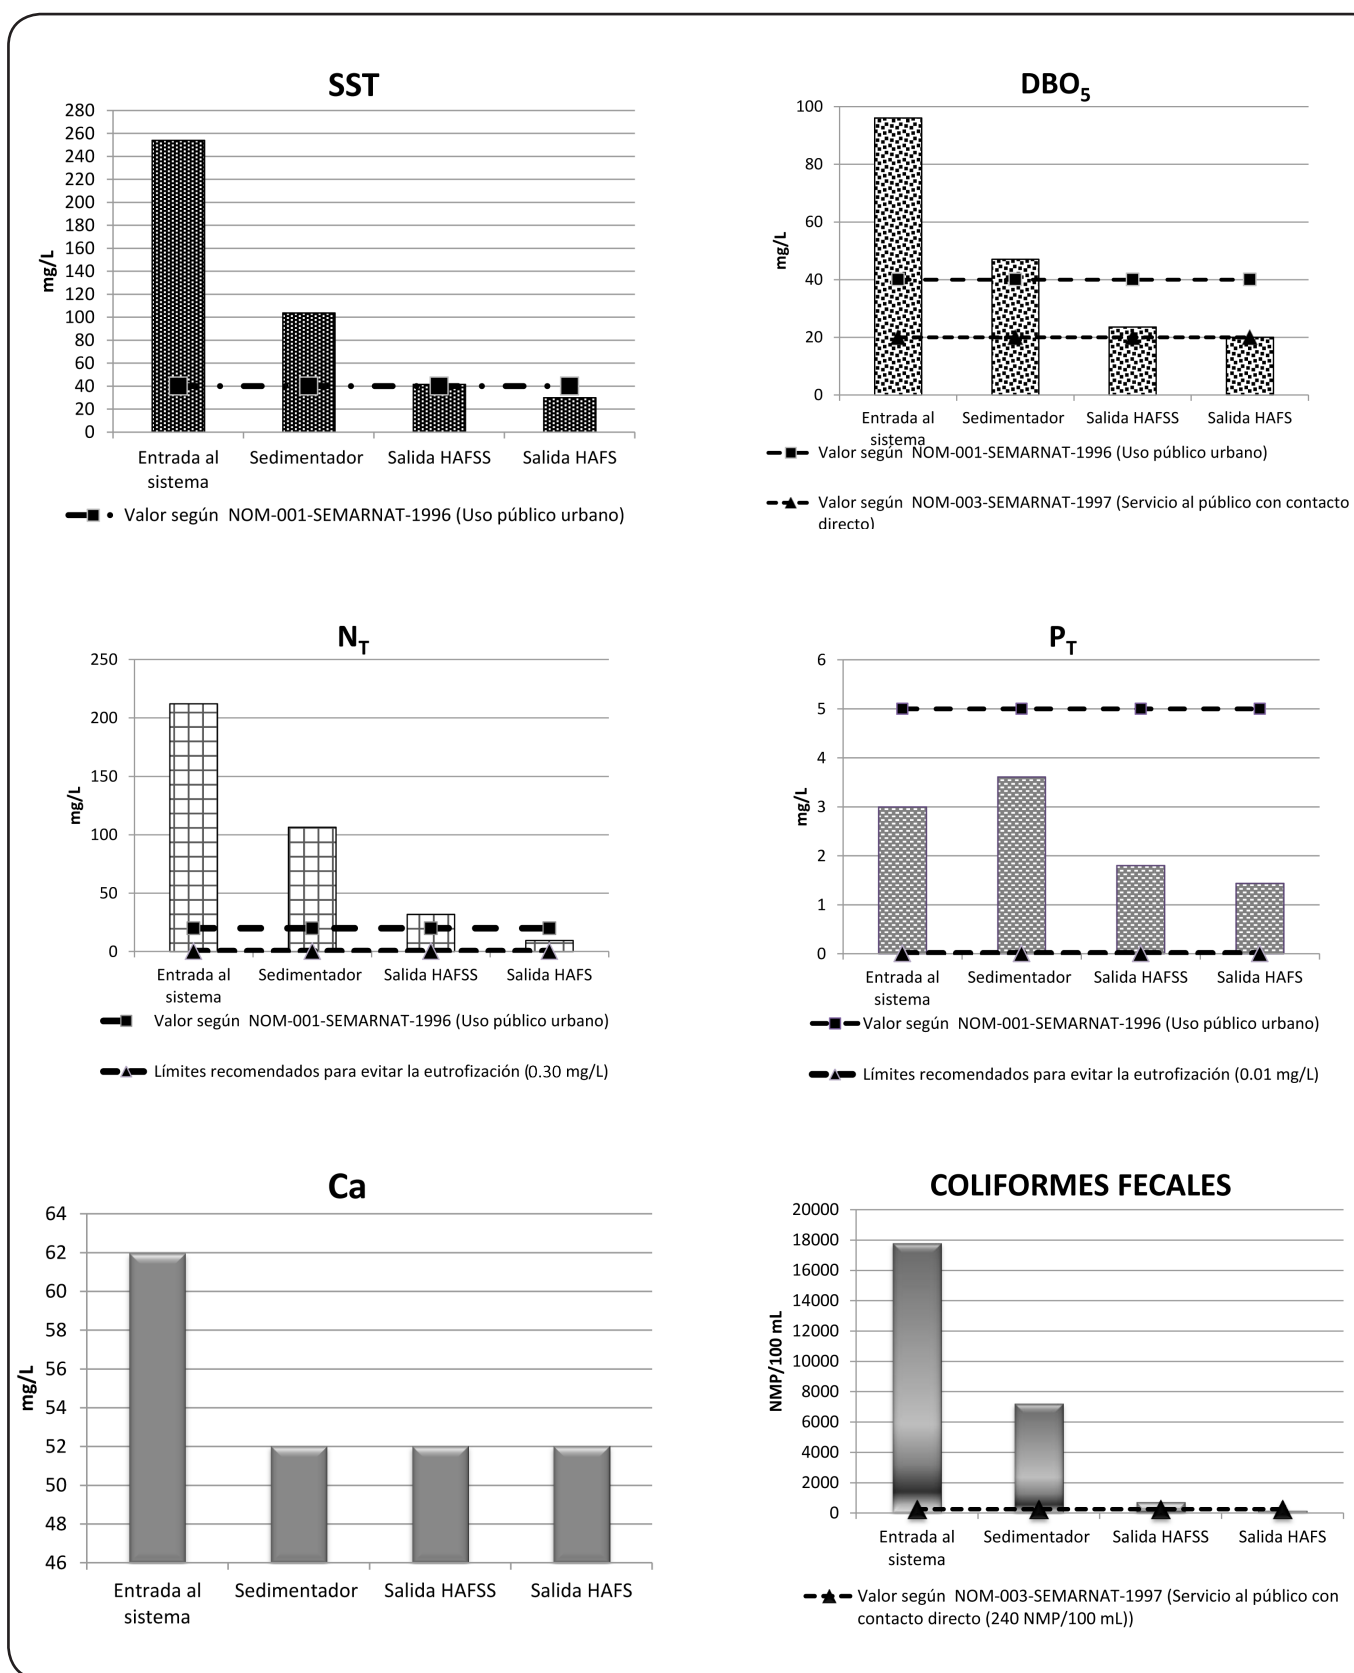 SST
280
260
240
220
200
180
160
140
120
100
80
60
40
20
0
mg/L
Entrada al
sistema
Sedimentador
Salida HAFSS
Salida HAFS
Valor según NOM-001-SEMARNAT-1996 (Uso público urbano)
DBO5
100
80
60
40
20
0
mg/L
Entrada al
sistema
Sedimentador
Salida HAFSS
Salida HAFS
Valor según NOM-001-SEMARNAT-1996 (Uso público urbano)
Valor según NOM-003-SEMARNAT-1997 (Servicio al público con contacto
directo)
NT
250
200
150
100
50
0
mg/L
Entrada al
sistema
Sedimentador
Salida HAFSS
Salida HAFS
Valor según NOM-001-SEMARNAT-1996 (Uso público urbano)
Límites recomendados para evitar la eutrofización (0.30 mg/L)
PT
6
5
4
3
2
1
0
mg/L
Entrada al
sistema
Sedimentador
Salida HAFSS
Salida HAFS
Valor según NOM-001-SEMARNAT-1996 (Uso público urbano)
Límites recomendados para evitar la eutrofización (0.01 mg/L)
Ca
64
62
60
58
56
54
52
50
48
46
mg/L
Entrada al
sistema
Sedimentador
Salida HAFSS
Salida HAFS
COLIFORMES FECALES
20000
18000
16000
14000
12000
10000
8000
6000
4000
2000
0
NMP/100 mL
Entrada al
sistema
Sedimentador
Salida HAFSS
Salida HAFS
Valor según NOM-003-SEMARNAT-1997 (Servicio al público con
contacto directo (240 NMP/100 mL))